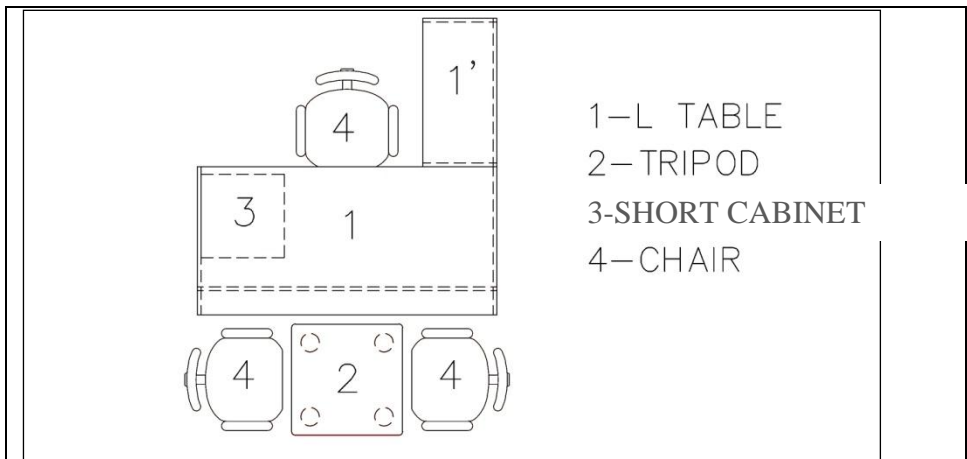 1'
4
1-L TABLE
2-TRIPOD
3-SHORT CABINET
4-CHAIR
3
1
4
2
4